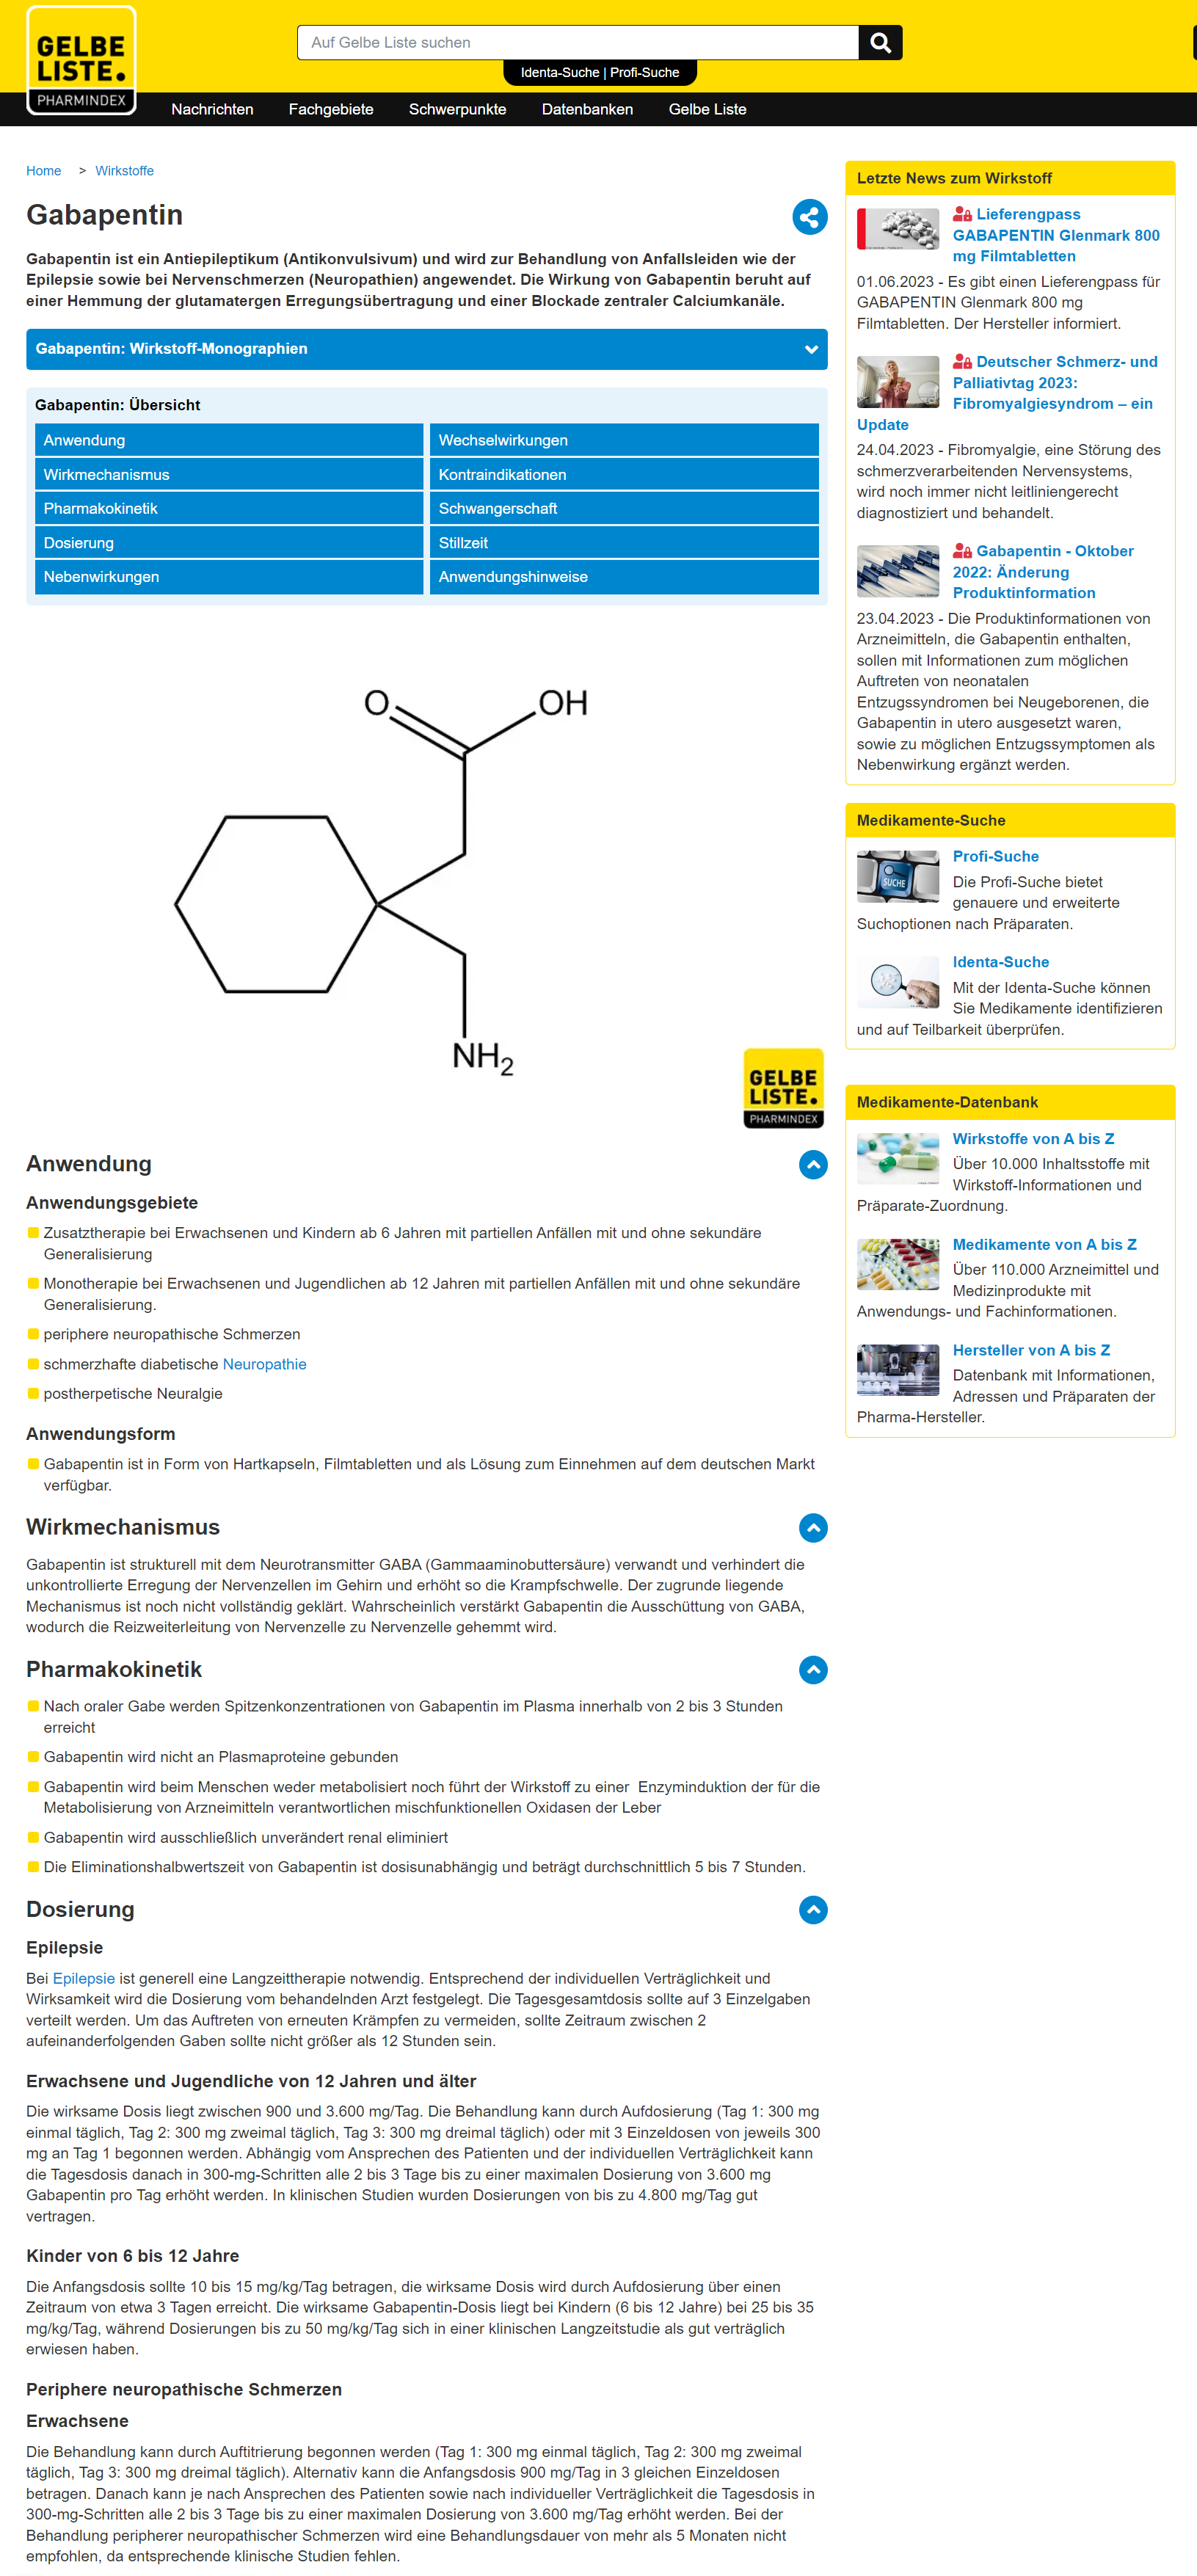 GELBE
LISTE.
PHARMINDEX
Auf Gelbe Liste suchen
Identa-Suche | Profi-Suche
Nachrichten
Fachgebiete
Schwerpunkte
Datenbanken
Gelbe Liste
Home > Wirkstoffe
Gabapentin
Gabapentin ist ein Antiepileptikum (Antikonvulsivum) und wird zur Behandlung von Anfallsleiden wie der
Epilepsie sowie bei Nervenschmerzen (Neuropathien) angewendet. Die Wirkung von Gabapentin beruht auf
einer Hemmung der glutamatergen Erregungsübertragung und einer Blockade zentraler Calciumkanäle.
Gabapentin: Wirkstoff-Monographien
Gabapentin: Übersicht
Anwendung
Wechselwirkungen
Wirkmechanismus
Kontraindikationen
Pharmakokinetik
Schwangerschaft
Dosierung
Stillzeit
Nebenwirkungen
Anwendungshinweise
O
OH
NH2
GELBE
LISTE.
PHARMINDEX
Anwendung
Anwendungsgebiete
Zusatztherapie bei Erwachsenen und Kindern ab 6 Jahren mit partiellen Anfällen mit und ohne sekundäre
Generalisierung
Monotherapie bei Erwachsenen und Jugendlichen ab 12 Jahren mit partiellen Anfällen mit und ohne sekundäre
Generalisierung.
periphere neuropathische Schmerzen
schmerzhafte diabetische Neuropathie
postherpetische Neuralgie
Anwendungsform
Gabapentin ist in Form von Hartkapseln, Filmtabletten und als Lösung zum Einnehmen auf dem deutschen Markt
verfügbar.
Wirkmechanismus
Gabapentin ist strukturell mit dem Neurotransmitter GABA (Gammaaminobuttersäure) verwandt und verhindert die
unkontrollierte Erregung der Nervenzellen im Gehirn und erhöht so die Krampfschwelle. Der zugrunde liegende
Mechanismus ist noch nicht vollständig geklärt. Wahrscheinlich verstärkt Gabapentin die Ausschüttung von GABA,
wodurch die Reizweiterleitung von Nervenzelle zu Nervenzelle gehemmt wird.
Pharmakokinetik
Nach oraler Gabe werden Spitzenkonzentrationen von Gabapentin im Plasma innerhalb von 2 bis 3 Stunden
erreicht
Gabapentin wird nicht an Plasmaproteine gebunden
Gabapentin wird beim Menschen weder metabolisiert noch führt der Wirkstoff zu einer Enzyminduktion der für die
Metabolisierung von Arzneimitteln verantwortlichen mischfunktionellen Oxidasen der Leber
Gabapentin wird ausschließlich unverändert renal eliminiert
Die Eliminationshalbwertszeit von Gabapentin ist dosisunabhängig und beträgt durchschnittlich 5 bis 7 Stunden.
Dosierung
Epilepsie
Bei Epilepsie ist generell eine Langzeittherapie notwendig. Entsprechend der individuellen Verträglichkeit und
Wirksamkeit wird die Dosierung vom behandelnden Arzt festgelegt. Die Tagesgesamtdosis sollte auf 3 Einzelgaben
verteilt werden. Um das Auftreten von erneuten Krämpfen zu vermeiden, sollte Zeitraum zwischen 2
aufeinanderfolgenden Gaben sollte nicht größer als 12 Stunden sein.
Erwachsene und Jugendliche von 12 Jahren und älter
Die wirksame Dosis liegt zwischen 900 und 3.600 mg/Tag. Die Behandlung kann durch Aufdosierung (Tag 1: 300 mg
einmal täglich, Tag 2: 300 mg zweimal täglich, Tag 3: 300 mg dreimal täglich) oder mit 3 Einzeldosen von jeweils 300
mg an Tag 1 begonnen werden. Abhängig vom Ansprechen des Patienten und der individuellen Verträglichkeit kann
die Tagesdosis danach in 300-mg-Schritten alle 2 bis 3 Tage bis zu einer maximalen Dosierung von 3.600 mg
Gabapentin pro Tag erhöht werden. In klinischen Studien wurden Dosierungen von bis zu 4.800 mg/Tag gut
vertragen.
Kinder von 6 bis 12 Jahre
Die Anfangsdosis sollte 10 bis 15 mg/kg/Tag betragen, die wirksame Dosis wird durch Aufdosierung über einen
Zeitraum von etwa 3 Tagen erreicht. Die wirksame Gabapentin-Dosis liegt bei Kindern (6 bis 12 Jahre) bei 25 bis 35
mg/kg/Tag, während Dosierungen bis zu 50 mg/kg/Tag sich in einer klinischen Langzeitstudie als gut verträglich
erwiesen haben.
Periphere neuropathische Schmerzen
Erwachsene
Die Behandlung kann durch Auftitrierung begonnen werden (Tag 1: 300 mg einmal täglich, Tag 2: 300 mg zweimal
täglich, Tag 3: 300 mg dreimal täglich). Alternativ kann die Anfangsdosis 900 mg/Tag in 3 gleichen Einzeldosen
betragen. Danach kann je nach Ansprechen des Patienten sowie nach individueller Verträglichkeit die Tagesdosis in
300-mg-Schritten alle 2 bis 3 Tage bis zu einer maximalen Dosierung von 3.600 mg/Tag erhöht werden. Bei der
Behandlung peripherer neuropathischer Schmerzen wird eine Behandlungsdauer von mehr als 5 Monaten nicht
empfohlen, da entsprechende klinische Studien fehlen.
Letzte News zum Wirkstoff
Lieferengpass
GABAPENTIN Glenmark 800
mg Filmtabletten
01.06.2023 - Es gibt einen Lieferengpass für
GABAPENTIN Glenmark 800 mg
Filmtabletten. Der Hersteller informiert.
Deutscher Schmerz- und
Palliativtag 2023:
Fibromyalgiesyndrom – ein
Update
24.04.2023 - Fibromyalgie, eine Störung des
schmerzverarbeitenden Nervensystems,
wird noch immer nicht leitliniengerecht
diagnostiziert und behandelt.
Gabapentin - Oktober
2022: Änderung
Produktinformation
23.04.2023 - Die Produktinformationen von
Arzneimitteln, die Gabapentin enthalten,
sollen mit Informationen zum möglichen
Auftreten von neonatalen
Entzugssyndromen bei Neugeborenen, die
Gabapentin in utero ausgesetzt waren,
sowie zu möglichen Entzugssymptomen als
Nebenwirkung ergänzt werden.
Medikamente-Suche
SUCHE
Profi-Suche
Die Profi-Suche bietet
genauere und erweiterte
Suchoptionen nach Präparaten.
Identa-Suche
Mit der Identa-Suche können
Sie Medikamente identifizieren
und auf Teilbarkeit überprüfen.
Medikamente-Datenbank
Wirkstoffe von A bis Z
Über 10.000 Inhaltsstoffe mit
Wirkstoff-Informationen und
Präparate-Zuordnung.
Medikamente von A bis Z
Über 110.000 Arzneimittel und
Medizinprodukte mit
Anwendungs- und Fachinformationen.
Hersteller von A bis Z
Datenbank mit Informationen,
Adressen und Präparaten der
Pharma-Hersteller.